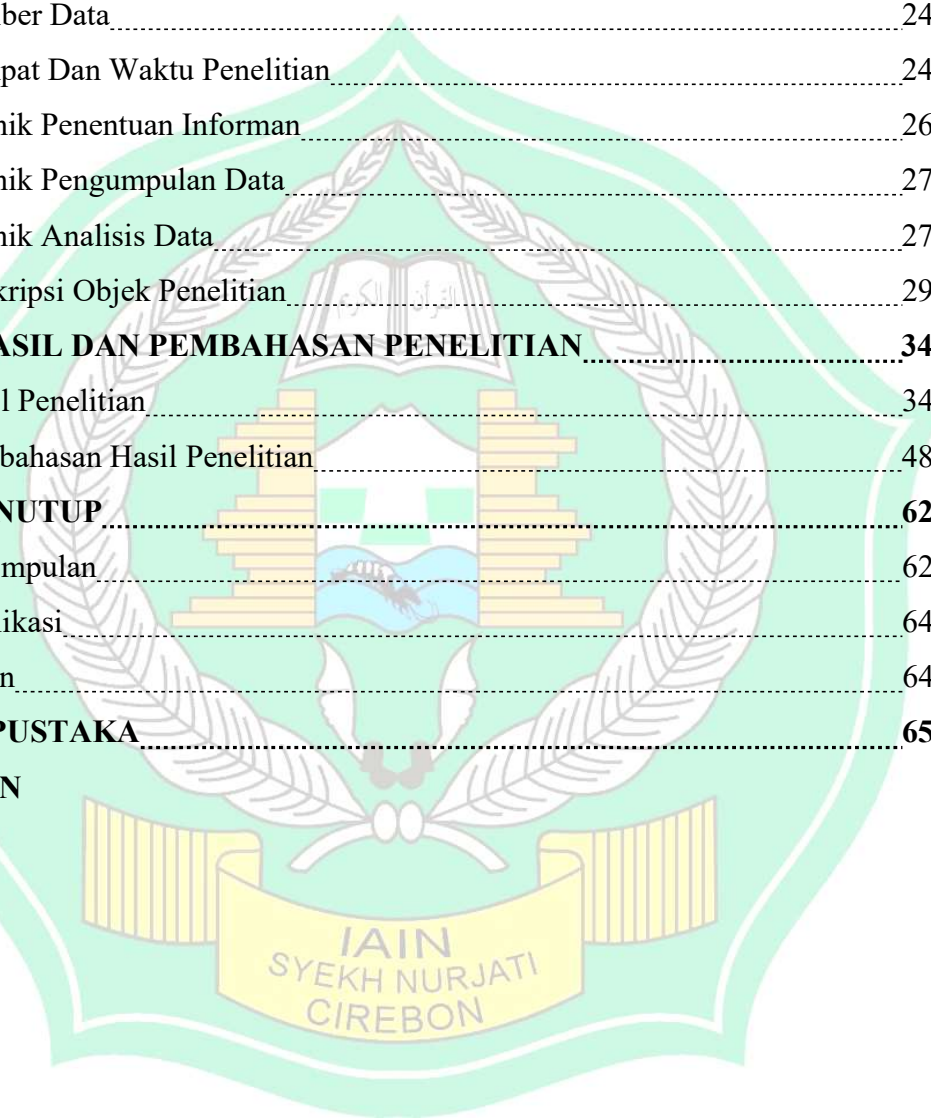 ber Data 24
pat Dan Waktu Penelitian 24
nik Penentuan Informan 26
nik Pengumpulan Data 27
nik Analisis Data 27
kripsi Objek Penelitian 29
ASIL DAN PEMBAHASAN PENELITIAN 34
l Penelitian 34
bahasan Hasil Penelitian 48
NUTUP 62
mpulan 62
ikasi 64
n 64
PUSTAKA 65
N
القرآن الكريم
IAIN
SYEKH NURJATI
CIREBON